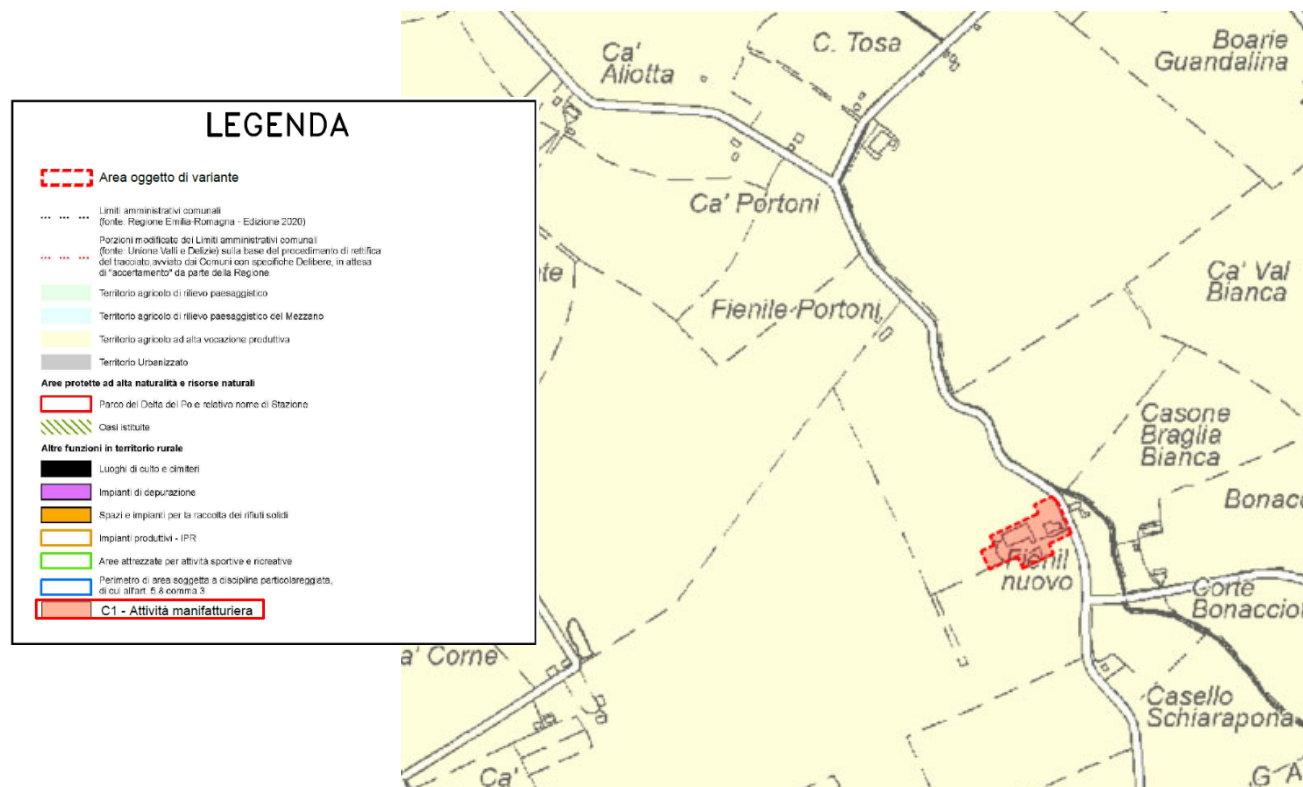 LEGENDA
Area oggetto di variante
Limiti amministrativi comunali
(fonte: Regione Emilia-Romagna - Edizione 2020)
Porzioni modificate dei Limiti amministrativi comunali
(fonte: Unione Valli e Delizie) sulla base del procedimento di rettifica
del tracciato,avviato dai Comuni con specifiche Delibere, in attesa
di "accertamento" da parte della Regione
Territorio agricolo di rilievo paesaggistico
Territorio agricolo di rilievo paesaggistico del Mezzano
Territorio agricolo ad alta vocazione produttiva
Territorio Urbanizzato
Aree protette ad alta naturalità e risorse naturali
Parco del Delta del Po e relativo nome di Stazione
Oasi istituite
Altre funzioni in territorio rurale
Luoghi di culto e cimiteri
Impianti di depurazione
Spazi e impianti per la raccolta dei rifiuti solidi
Impianti produttivi - IPR
Aree attrezzate per attività sportive e ricreative
Perimetro di area soggetta a disciplina particolareggiata,
di cui all'art. 5.8 comma 3
C1 - Attività manifatturiera
Ca'
Aliotta
C. Tosa
Boarie
Guandalina
Ca' Portoni
te
Fienile Portoni
Ca' Val
Bianca
Casone
Braglia
Bianca
Bonacc
Fienil
nuovo
Corte
Bonacciol
a' Corne
Casello
Schiarapona
Ca'
G A